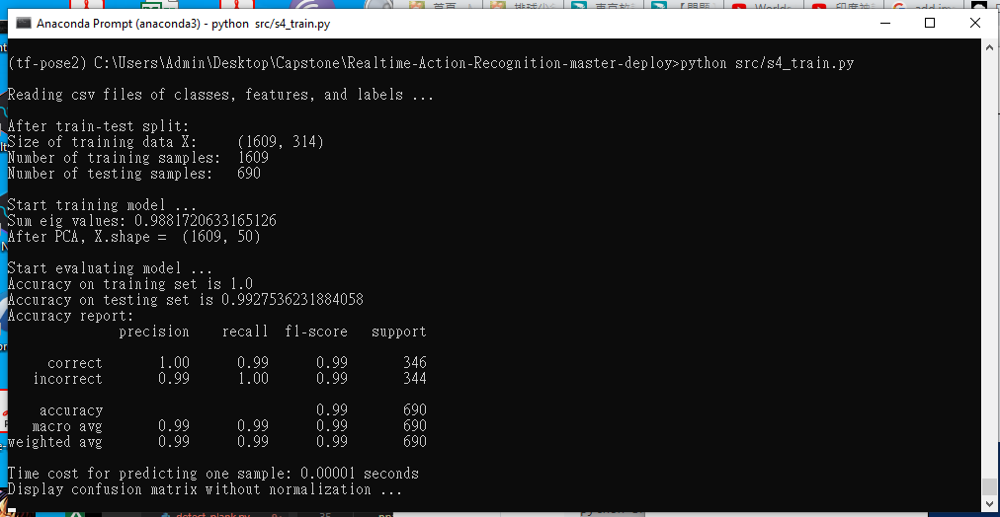 Anaconda Prompt (anaconda3) - python src/s4_train.py
(tf-pose2) C:\Users\Admin\Desktop\Capstone\Realtime-Action-Recognition-master-deploy>python src/s4_train.py
Reading csv files of classes, features, and labels ...
After train-test split:
Size of training data X:     (1609, 314)
Number of training samples:  1609
Number of testing samples:   690
Start training model ...
Sum eig values: 0.9881720633165126
After PCA, X.shape =  (1609, 50)
Start evaluating model ...
Accuracy on training set is 1.0
Accuracy on testing set is 0.9927536231884058
Accuracy report:
              precision    recall  f1-score   support
     correct       1.00      0.99      0.99       346
   incorrect       0.99      1.00      0.99       344
    accuracy                           0.99       690
   macro avg       0.99      0.99      0.99       690
weighted avg       0.99      0.99      0.99       690
Time cost for predicting one sample: 0.00001 seconds
Display confusion matrix without normalization ...